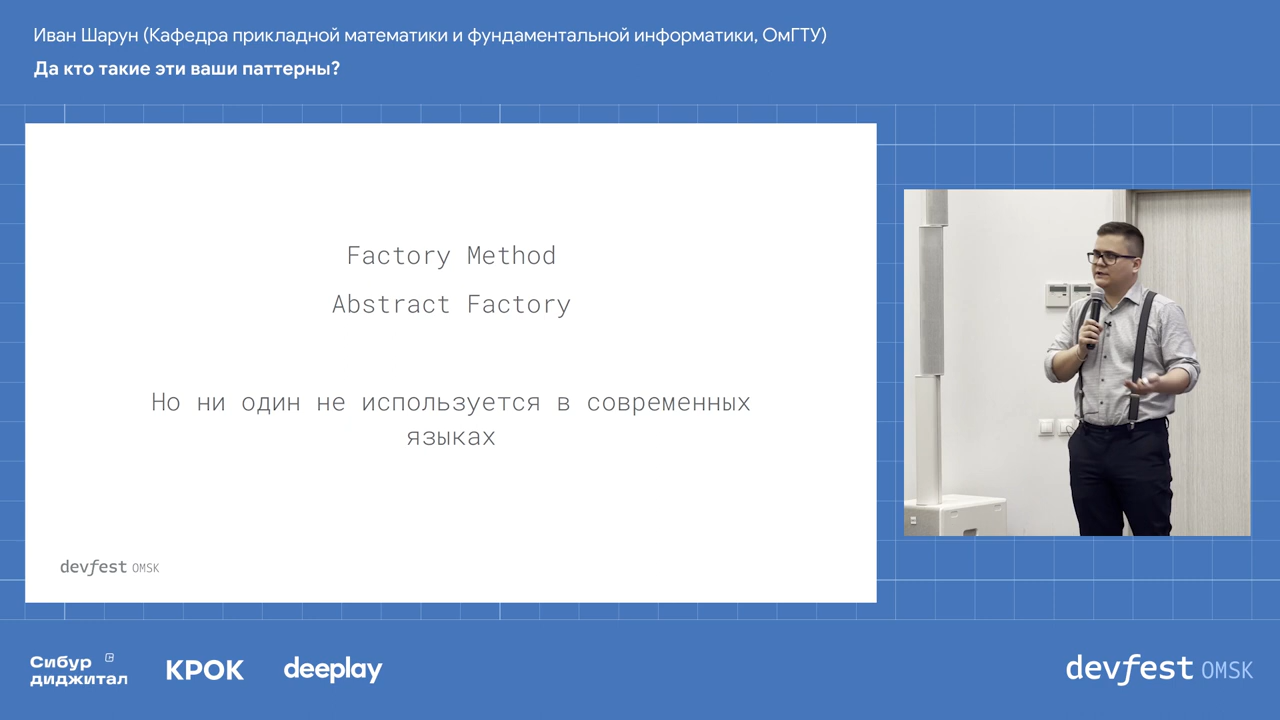 Иван Шарун (Кафедра прикладной математики и фундаментальной информатики, ОмГТУ)
Да кто такие эти ваши паттерны?
Factory Method
Abstract Factory
Но ни один не используется в современных
языках
devfest OMSK
Сибур
диджитал
КРОК
deeplay
devfest OMSK